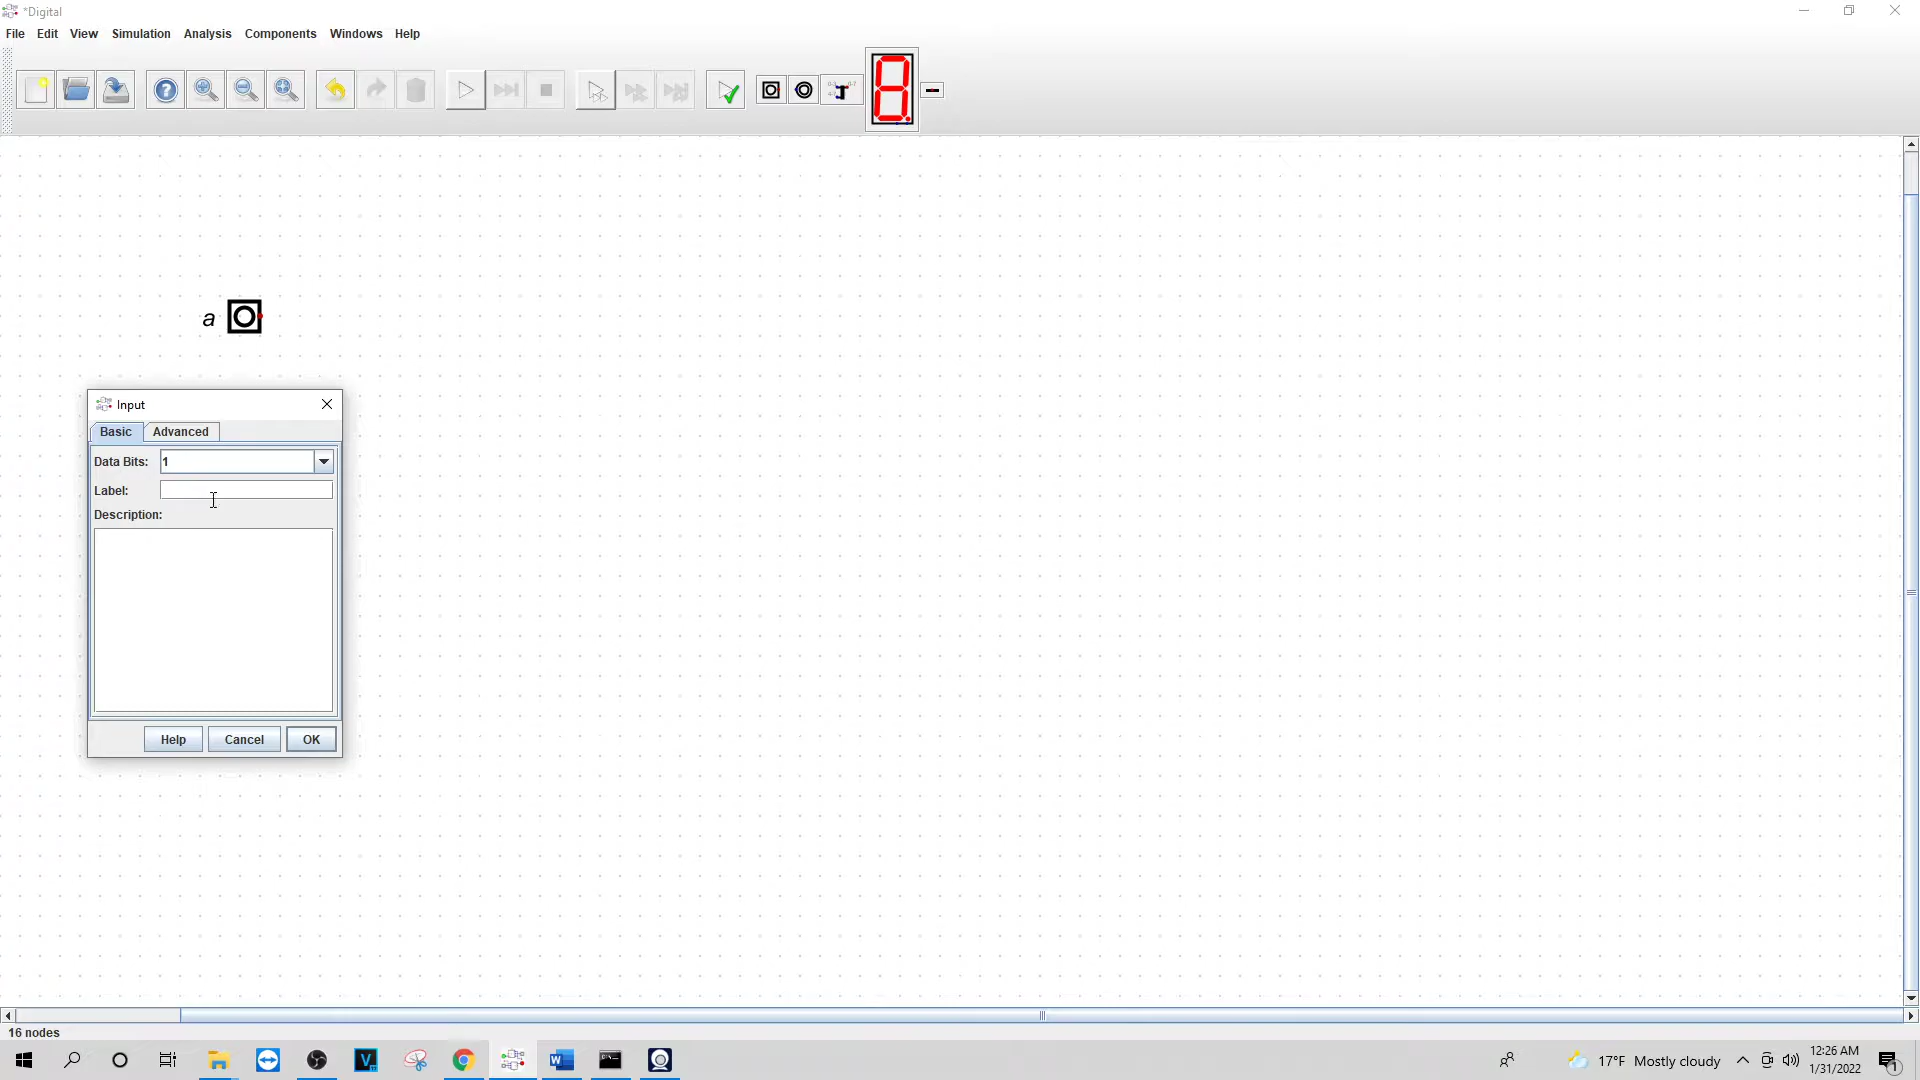 *Digital
File Edit View Simulation Analysis Components Windows Help
a
Input
Basic Advanced
Data Bits: 1
Label:
Description:
Help Cancel OK
16 nodes
17°F Mostly cloudy
12:26 AM
1/31/2022
1